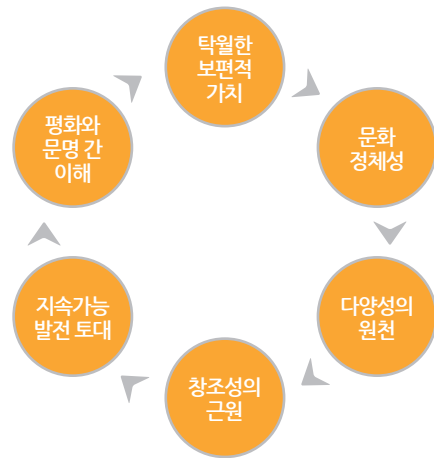 탁월한
보편적
가치
문화
정체성
다양성의
원천
창조성의
근원
지속가능
발전 토대
평화와
문명 간
이해